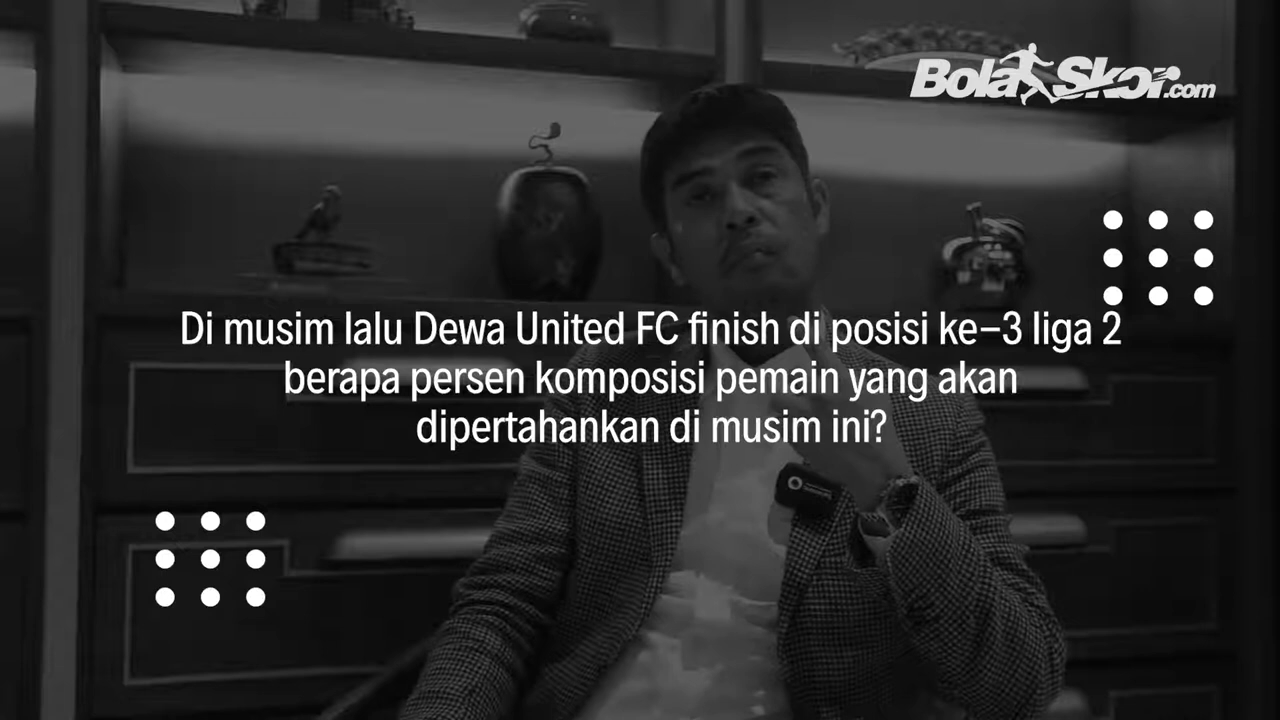 BolaSkor.com
Di musim lalu Dewa United FC finish di posisi ke-3 liga 2
berapa persen komposisi pemain yang akan
dipertahankan di musim ini?